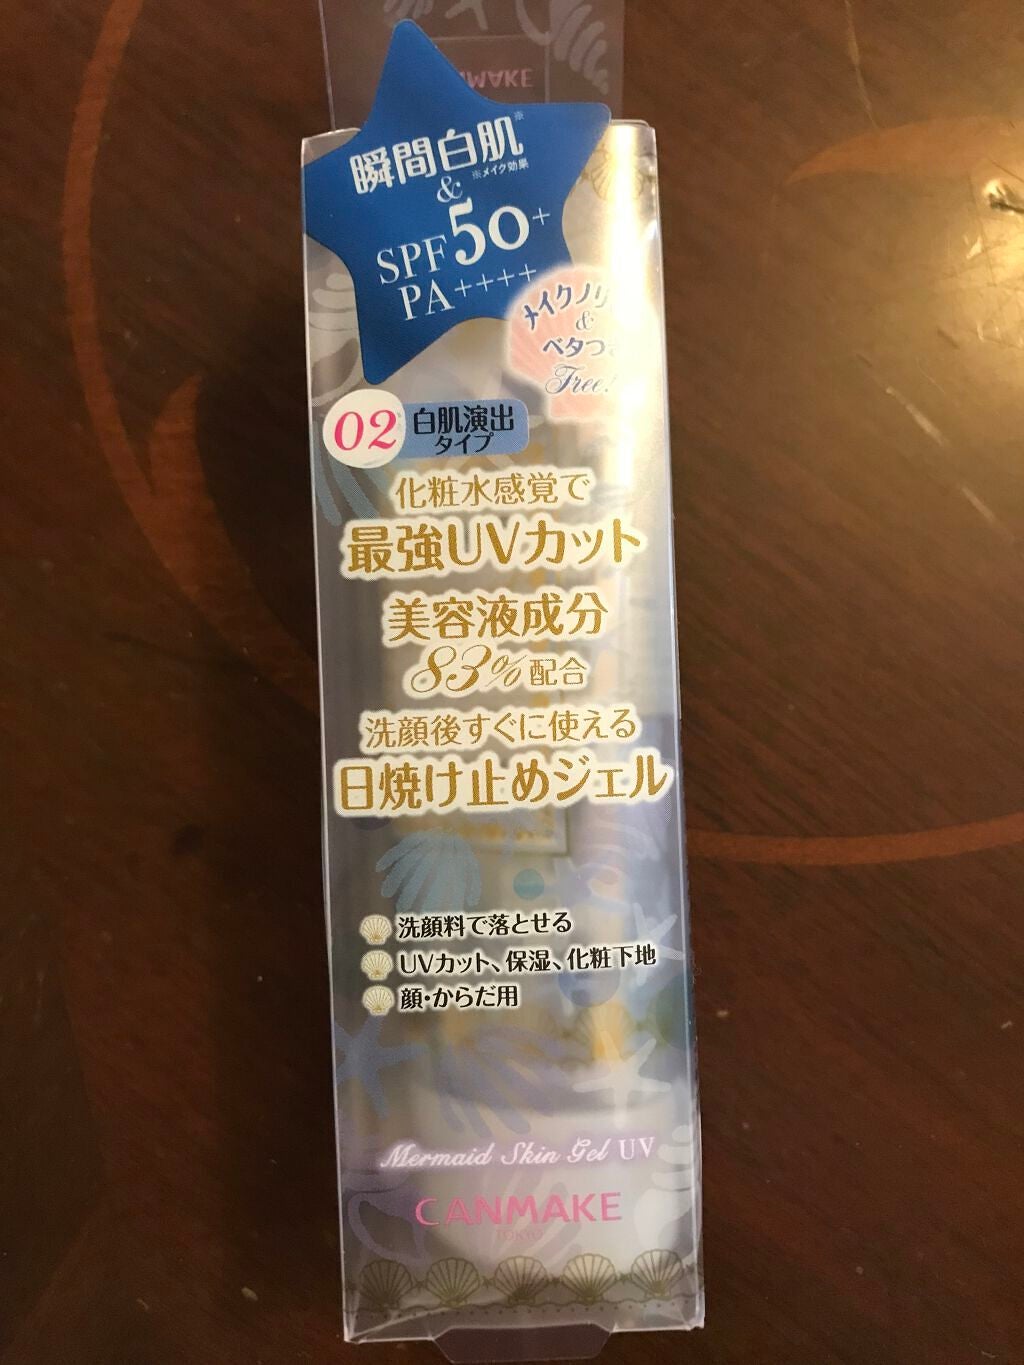 瞬間白肌※
※メイク効果
&
SPF50+
PA++++
&
Free!
02
白肌演出
タイプ
化粧水感覚で
最強UVカット
美容液成分
83%配合
洗顔後すぐに使える
日焼け止めジェル
洗顔料で落とせる
UVカット、保湿、化粧下地
顔・からだ用
Mermaid Skin Gel UV
CANMAKE
TOKYO